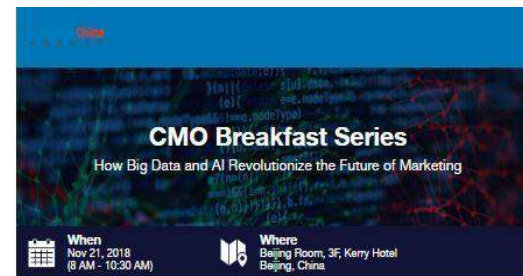 China
CMO Breakfast Series
How Big Data and AI Revolutionize the Future of Marketing
When
Nov 21, 2018
(8 AM - 10:30 AM)
Where
Beijing Room, 3F, Kerry Hotel
Beijing, China